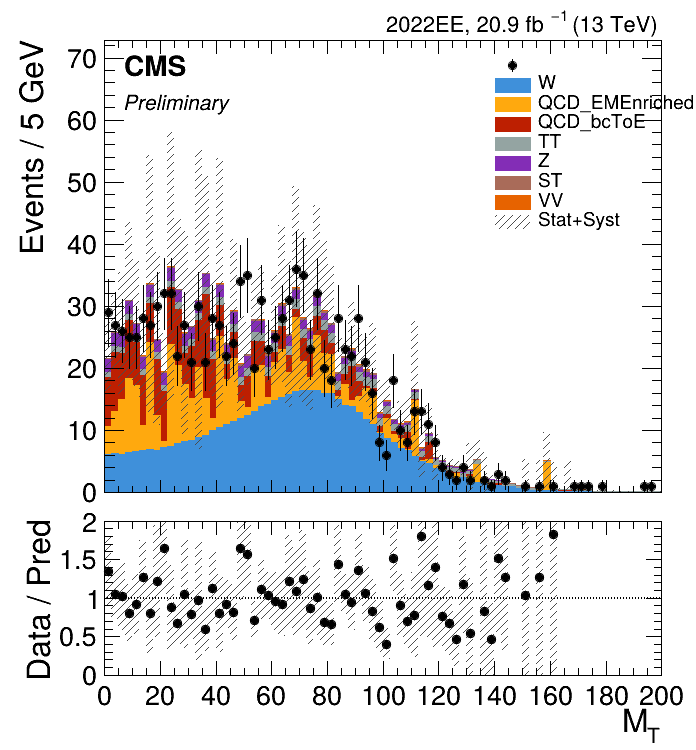 2022EE, 20.9 fb⁻¹ (13 TeV)
CMS
Preliminary
W
QCD_EMEnriched
QCD_bcToE
TT
Z
ST
VV
Stat+Syst
Events / 5 GeV
70
60
50
40
30
20
10
0
Data / Pred
2
1.5
1
0.5
0
0 20 40 60 80 100 120 140 160 180 200
M_T